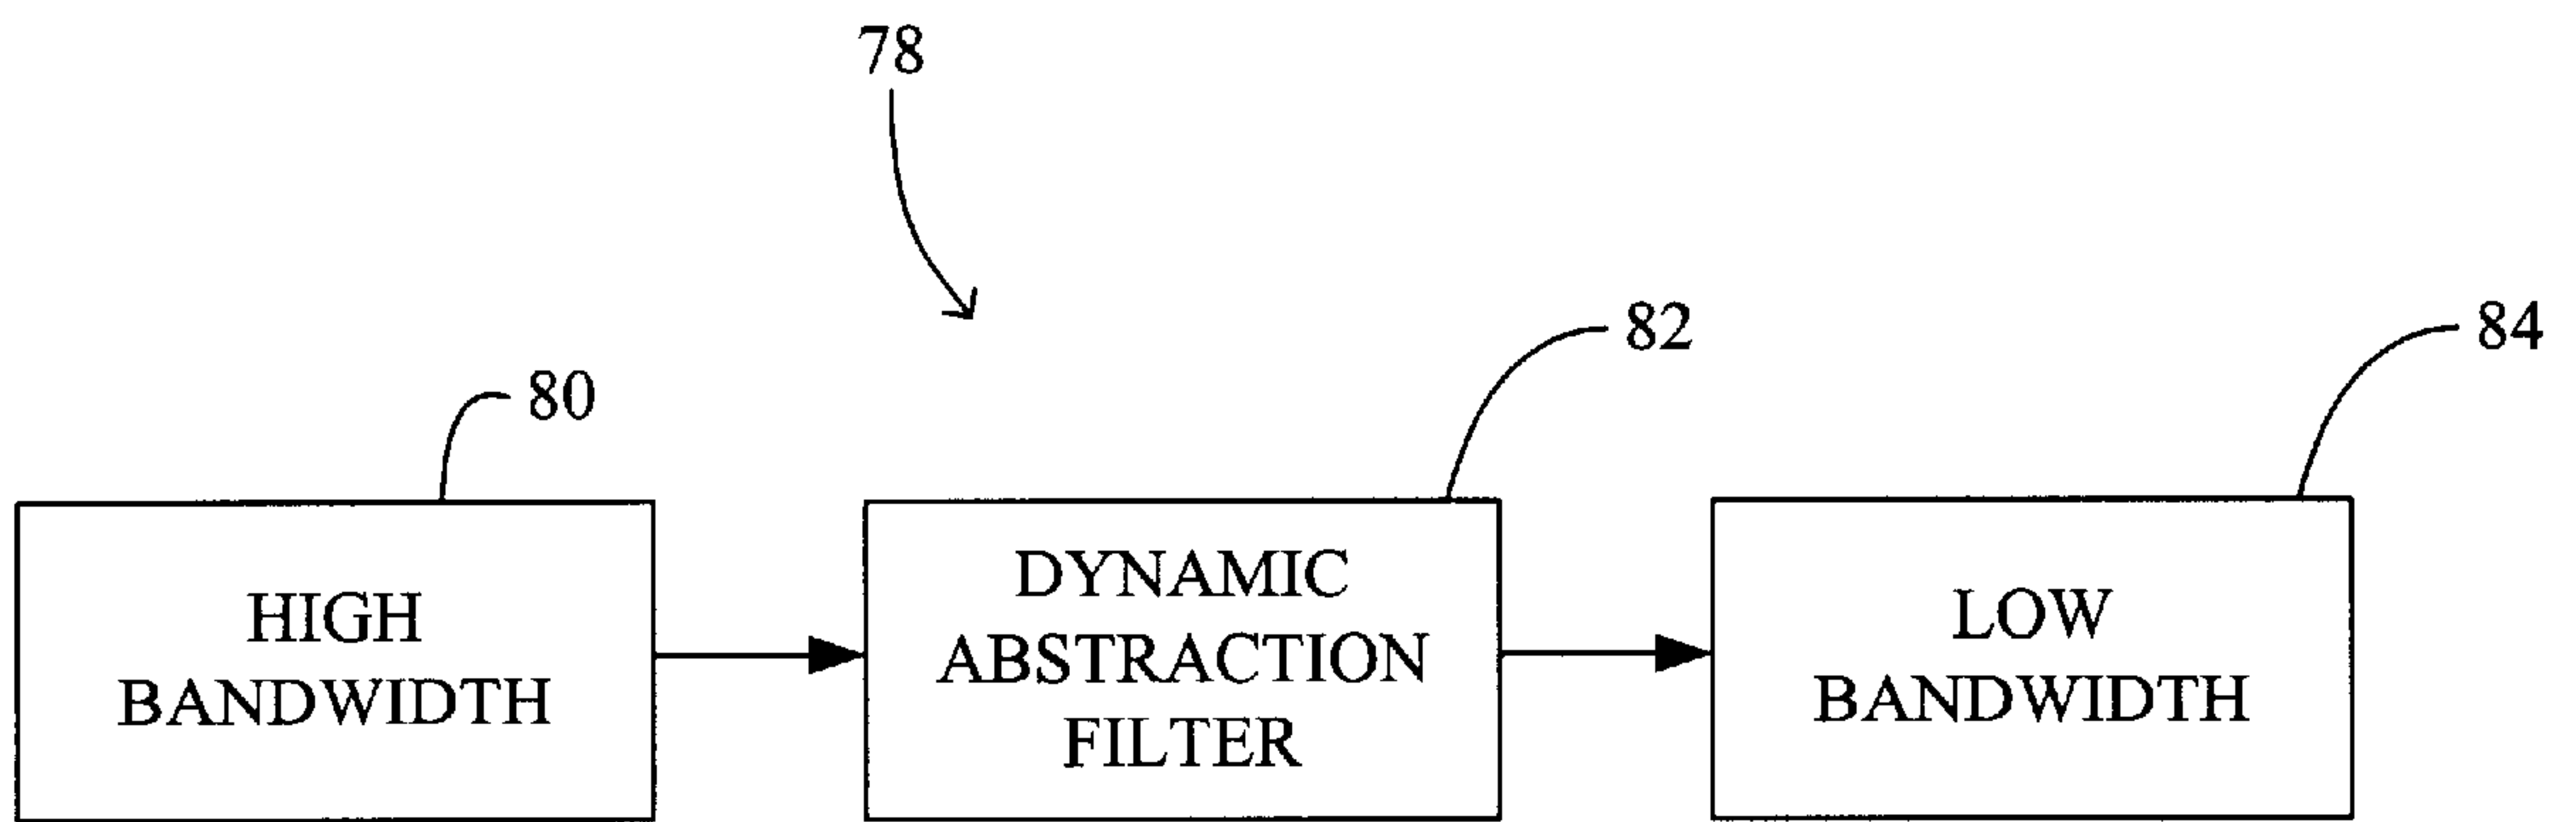 78
80
82
84
HIGH
BANDWIDTH
DYNAMIC
ABSTRACTION
FILTER
LOW
BANDWIDTH